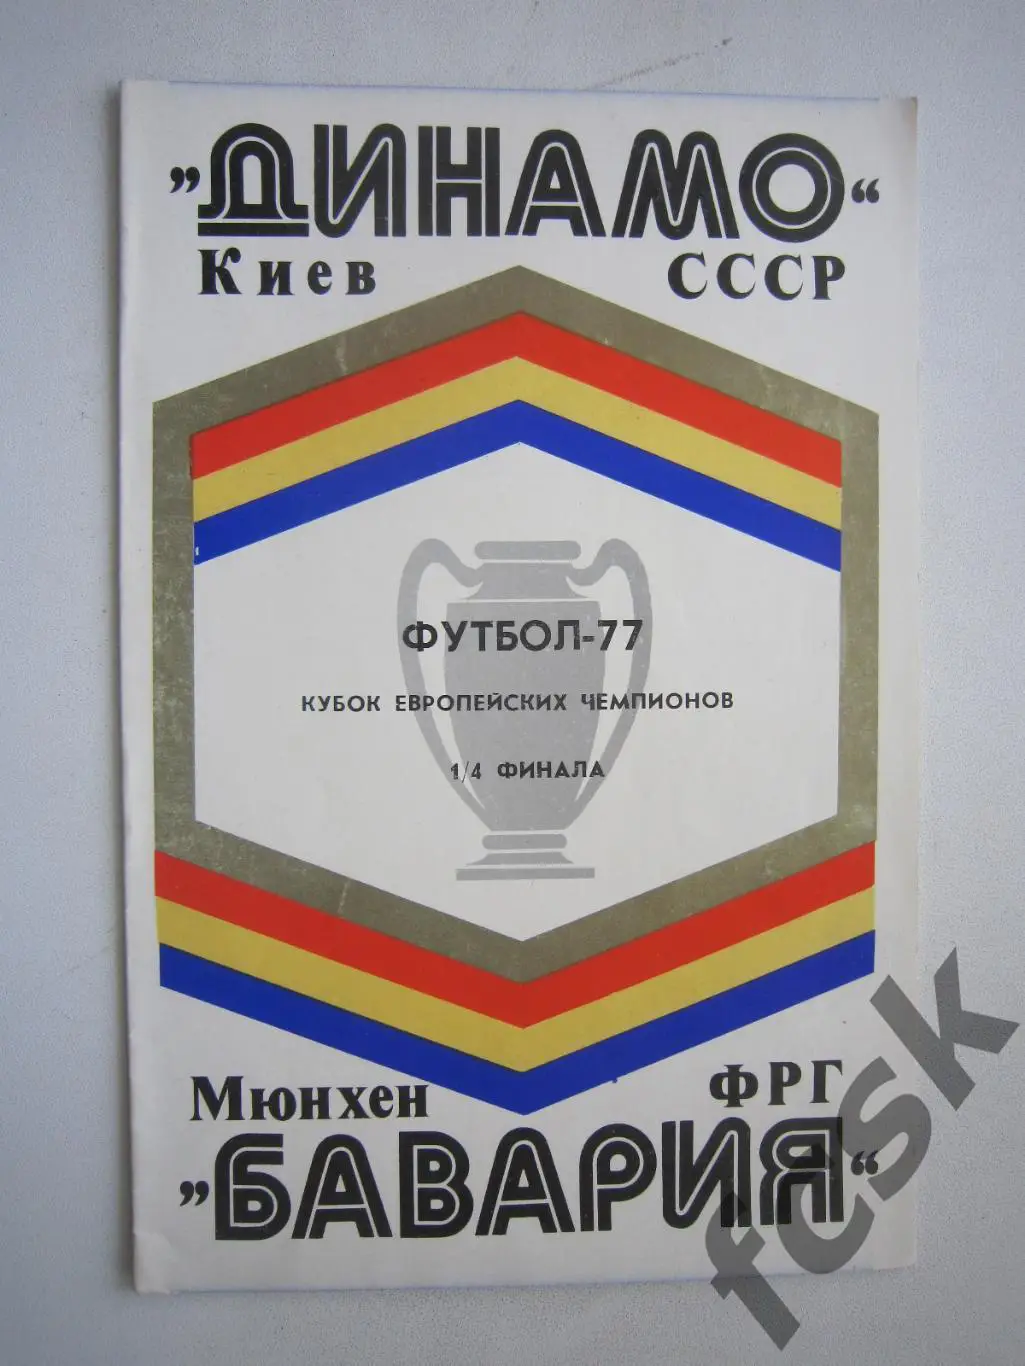 „ДИНАМО“
Киев СССР
ФУТБОЛ-77
КУБОК ЕВРОПЕЙСКИХ ЧЕМПИОНОВ
1/4 ФИНАЛА
Мюнхен ФРГ
„БАВАРИЯ“
fcsk